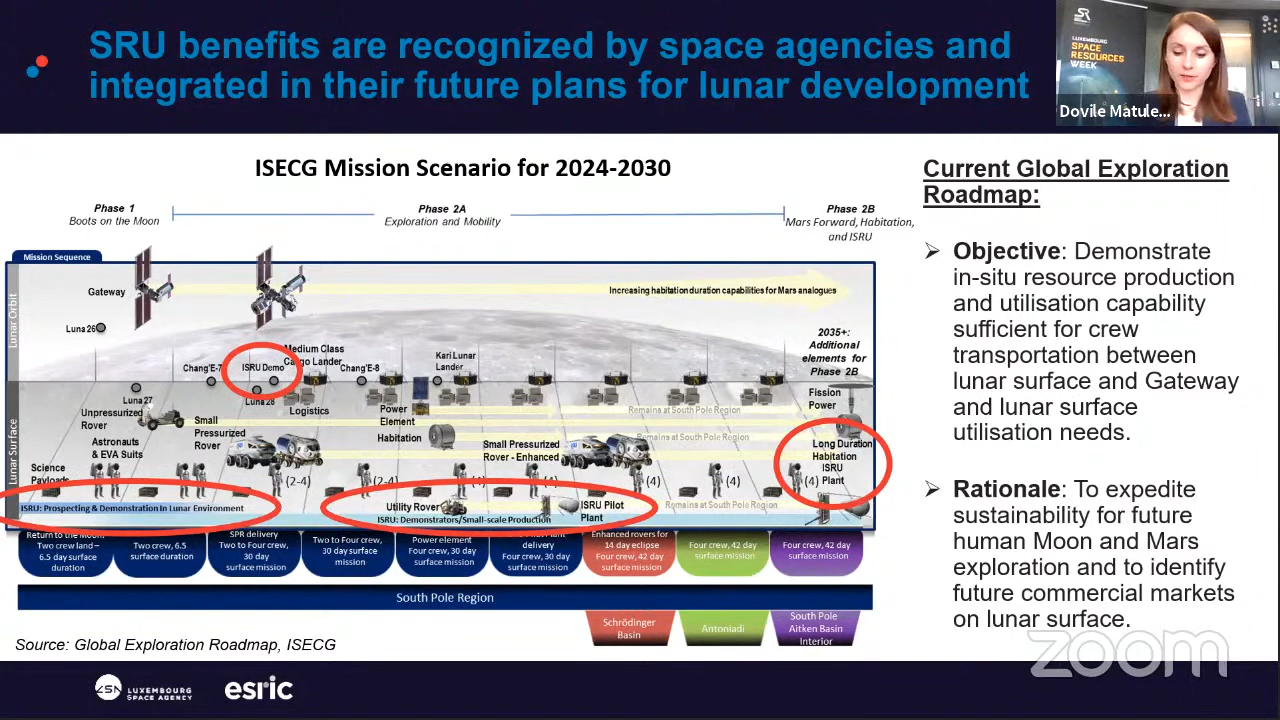 SRU benefits are recognized by space agencies and
integrated in their future plans for lunar development
LUXEMBOURG
SPACE
RESOURCES
WEEK
Dovile Matule...
ISECG Mission Scenario for 2024-2030
Phase 1
Boots on the Moon
Phase 2A
Exploration and Mobility
Phase 2B
Mars Forward, Habitation,
and ISRU
Mission Sequence
Lunar Orbit
Gateway
Increasing habitation duration capabilities for Mars analogues
Luna 26
2035+:
Additional
elements for
Phase 2B
Chang'E-7
ISRU Demo
Medium Class
Cargo Lander
Chang'E-8
Kari Lunar
Lander
Lunar Surface
Luna 27
Luna 28
Logistics
Fission
Power
Unpressurized
Rover
Small
Pressurized
Rover
Power
Element
Remains at South Pole Region
Habitation
Remains at South Pole Region
Astronauts
& EVA Suits
Small Pressurized
Rover - Enhanced
Long Duration
Habitation
ISRU
Plant
Science
Payloads
(2-4)
(2-4)
(4)
(4)
(4)
(4)
(4)
ISRU: Prospecting & Demonstration In Lunar Environment
Utility Rover
ISRU Pilot
Plant
Remains at South Pole Region
ISRU: Demonstrators/Small-scale Production
Return to the Moon:
Two crew land–
6.5 day surface
duration
Two crew, 6.5
surface duration
SPR delivery
Two to Four crew,
30 day surface
mission
Two to Four crew,
30 day surface
mission
Power element
Four crew, 30 day
surface mission
delivery
Four crew, 30 day
surface mission
Enhanced rovers for
14 day eclipse
Four crew, 42 day
surface mission
Four crew, 42 day
surface mission
Four crew, 42 day
surface mission
South Pole Region
Schrödinger
Basin
Antoniadi
South Pole
Aitken Basin
Interior
Source: Global Exploration Roadmap, ISECG
Current Global Exploration
Roadmap:
➢ Objective: Demonstrate
in-situ resource production
and utilisation capability
sufficient for crew
transportation between
lunar surface and Gateway
and lunar surface
utilisation needs.
➢ Rationale: To expedite
sustainability for future
human Moon and Mars
exploration and to identify
future commercial markets
on lunar surface.
zoom
LSA LUXEMBOURG
SPACE AGENCY
esric